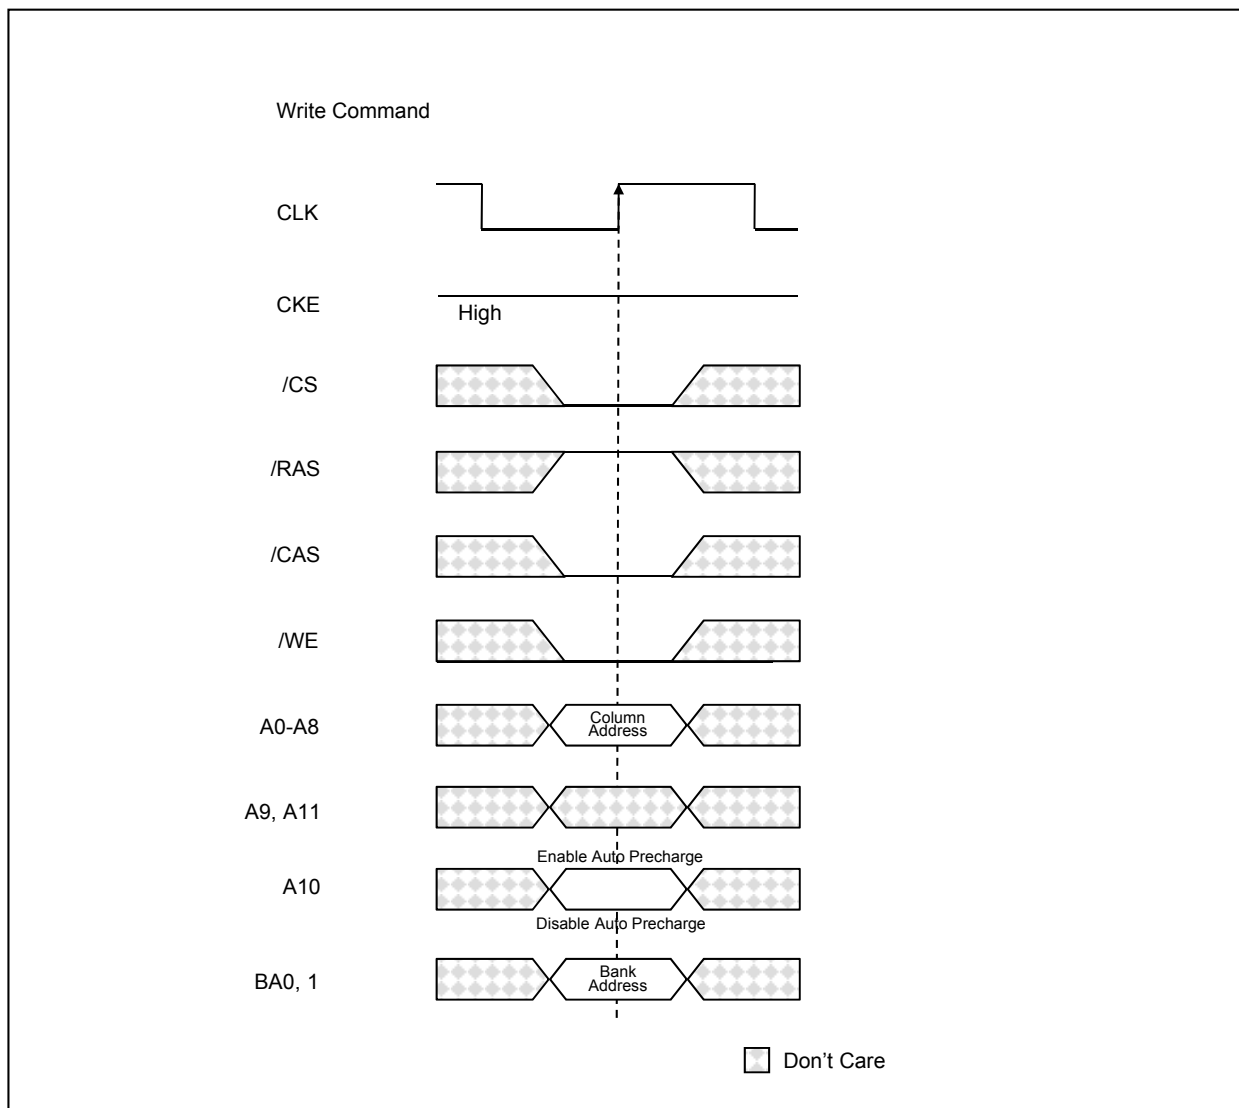 Write Command
CLK
CKE
High
/CS
/RAS
/CAS
/WE
A0-A8
Column
Address
A9, A11
Enable Auto Precharge
A10
Disable Auto Precharge
BA0, 1
Bank
Address
Don't Care